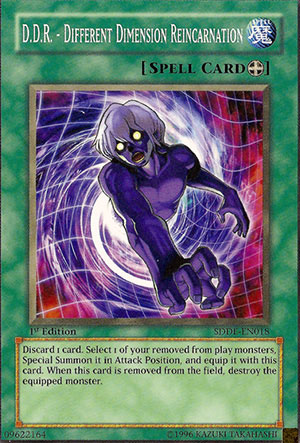 D.D.R. - DIFFERENT DIMENSION REINCARNATION
魔
[SPELL CARD]
1st Edition
SDDE-EN018
Discard 1 card. Select 1 of your removed from play monsters,
Special Summon it in Attack Position, and equip it with this
card. When this card is removed from the field, destroy the
equipped monster.
09622164
©1996 KAZUKI TAKAHASHI